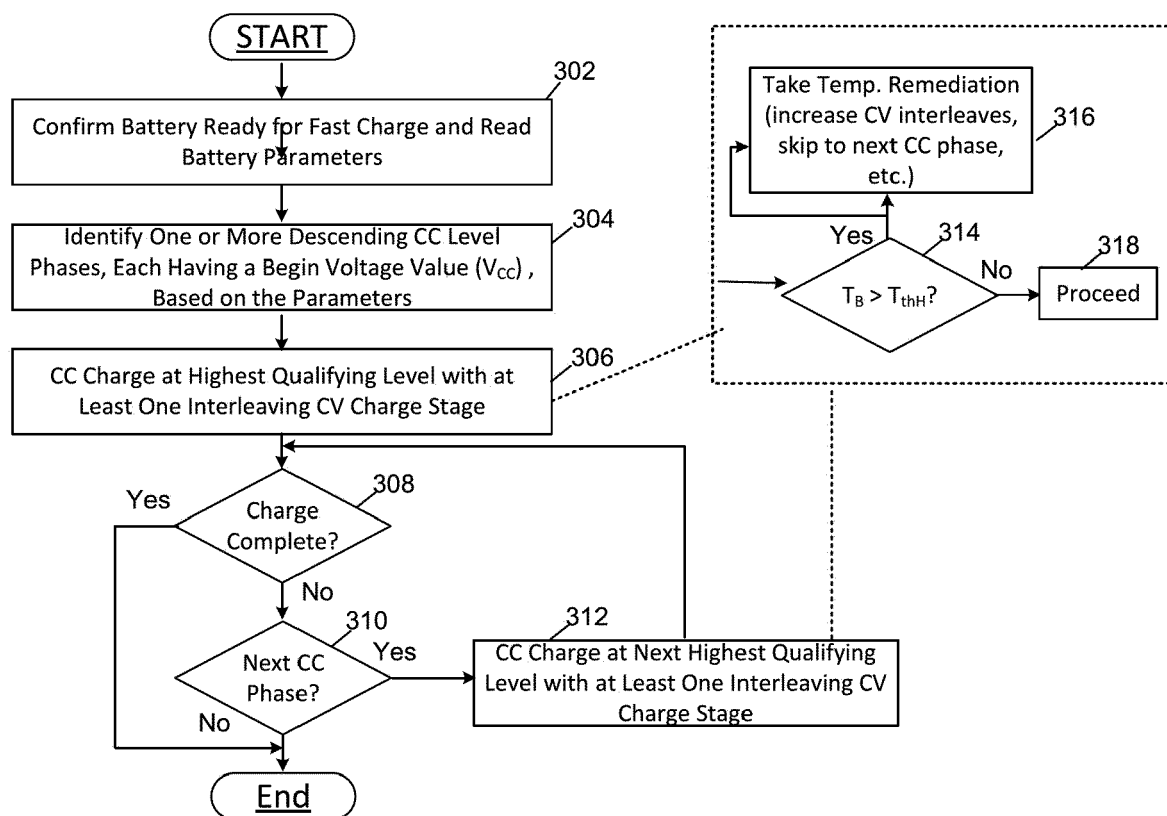 START
302
Confirm Battery Ready for Fast Charge and Read
Battery Parameters
304
Identify One or More Descending CC Level
Phases, Each Having a Begin Voltage Value (VCC) ,
Based on the Parameters
306
CC Charge at Highest Qualifying Level with at
Least One Interleaving CV Charge Stage
308
Yes
Charge
Complete?
No
310
Next CC
Phase?
Yes
No
312
CC Charge at Next Highest Qualifying
Level with at Least One Interleaving CV
Charge Stage
End
Take Temp. Remediation
(increase CV interleaves,
skip to next CC phase,
etc.)
316
Yes
314
TB > TthH?
No
318
Proceed